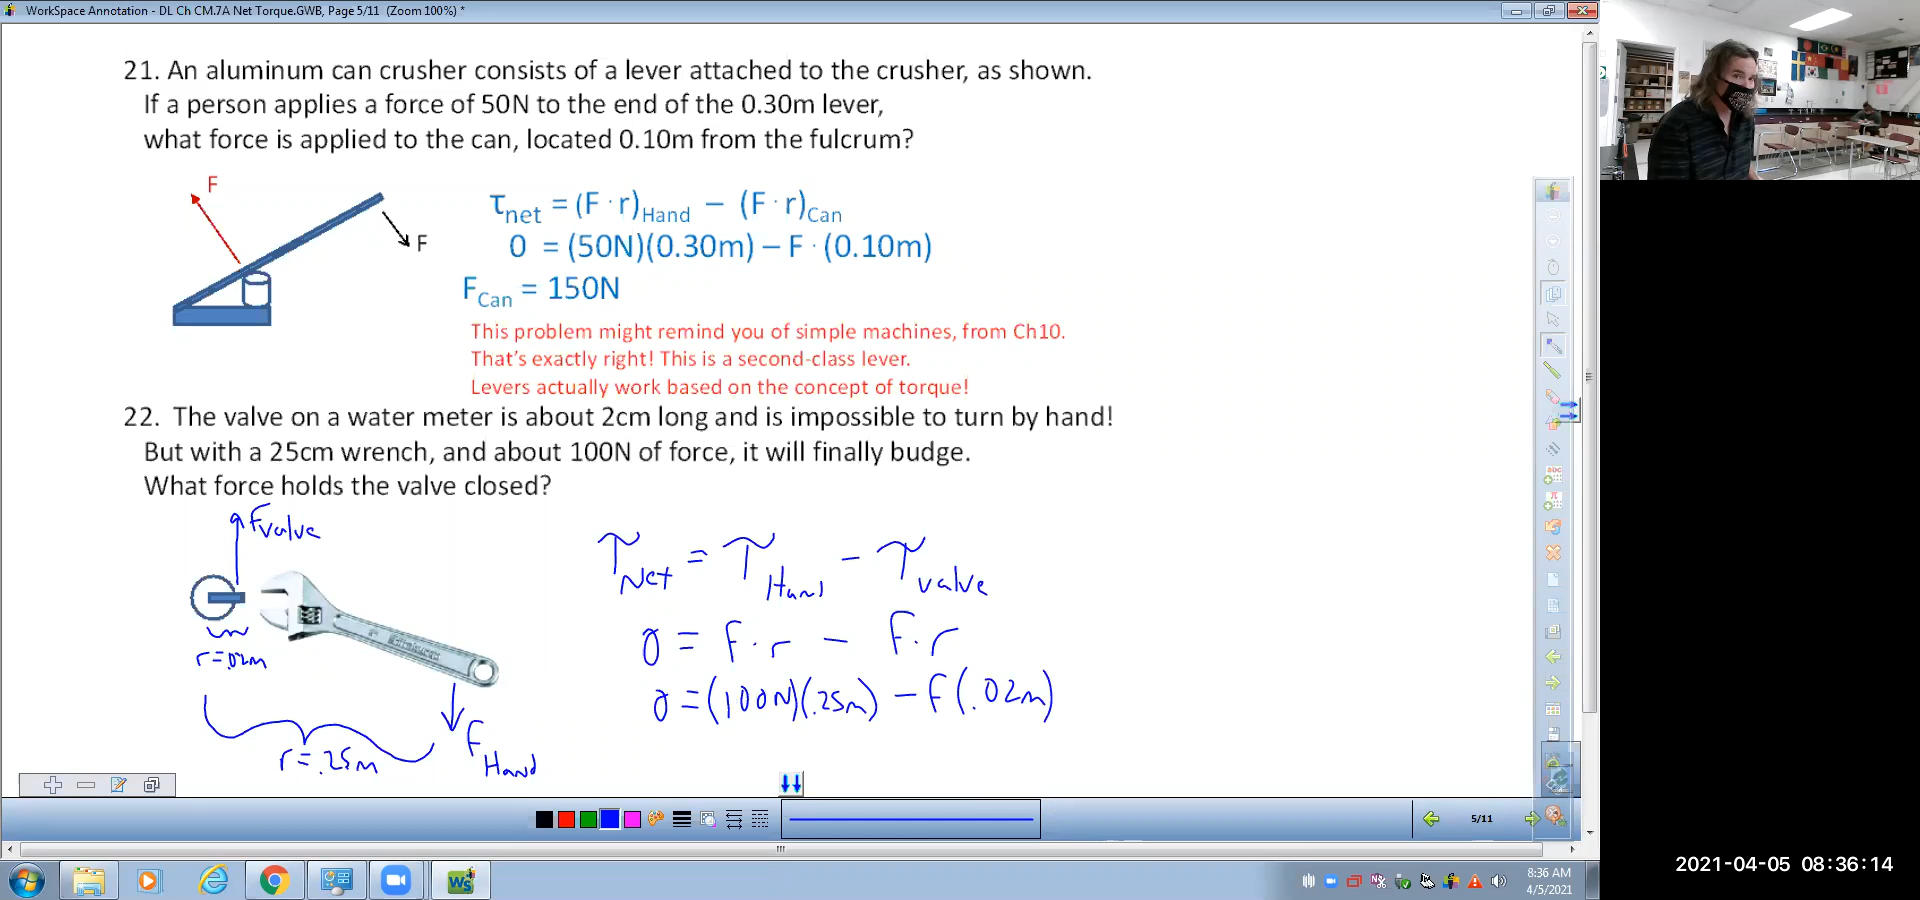 WorkSpace Annotation - DL Ch CM.7A Net Torque.GWB, Page 5/11 (Zoom 100%) *
21. An aluminum can crusher consists of a lever attached to the crusher, as shown.
If a person applies a force of 50N to the end of the 0.30m lever,
what force is applied to the can, located 0.10m from the fulcrum?
F
F
τnet = (F · r)Hand − (F · r)Can
0 = (50N)(0.30m) – F · (0.10m)
FCan = 150N
This problem might remind you of simple machines, from Ch10.
That's exactly right! This is a second-class lever.
Levers actually work based on the concept of torque!
22. The valve on a water meter is about 2cm long and is impossible to turn by hand!
But with a 25cm wrench, and about 100N of force, it will finally budge.
What force holds the valve closed?
Fvalve
r=.02m
r=.25m
FHand
τNet = τHand − τvalve
0 = F·r − F·r
0 = (100N)(.25m) − F(.02m)
5/11
8:36 AM
4/5/2021
2021-04-05 08:36:14